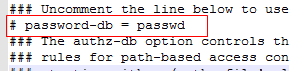 ### Uncomment the line below to use
# password-db = passwd
### The authz-db option controls th
### rules for path-based access con